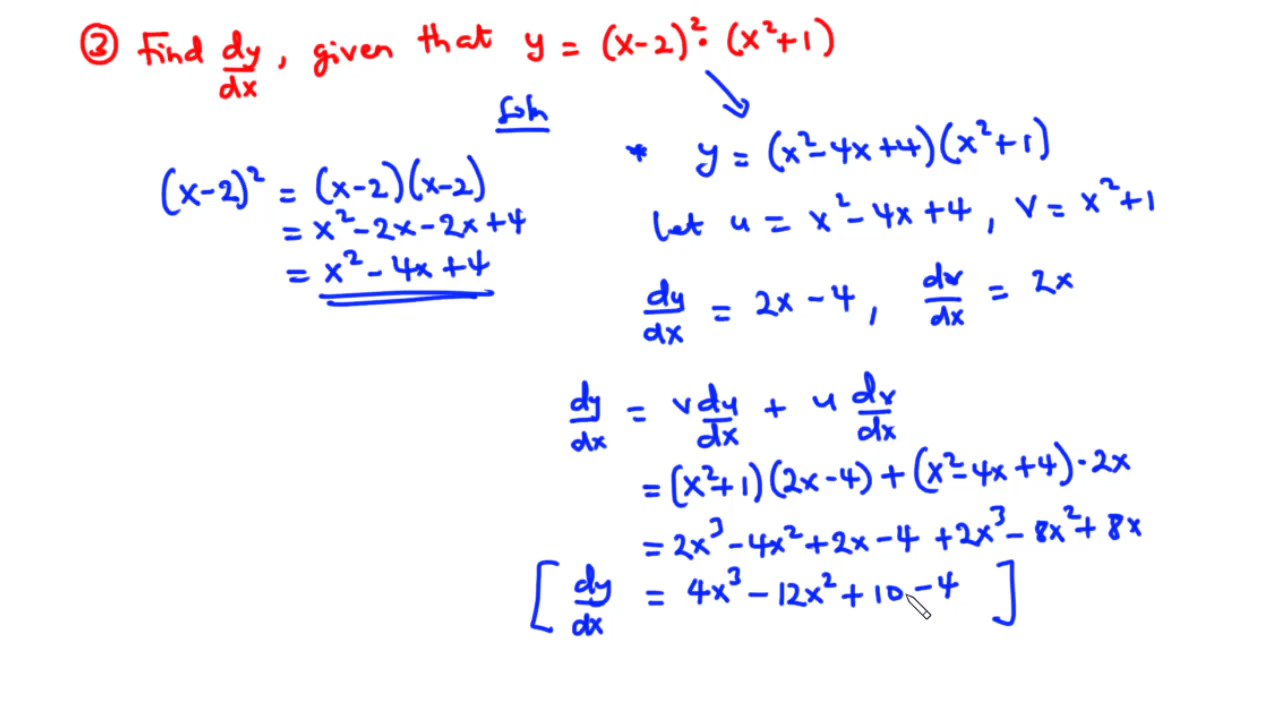 ③ Find dy/dx, given that y = (x-2)²·(x²+1)
Soln
(x-2)² = (x-2)(x-2)
= x²-2x-2x+4
= x²-4x+4
* y = (x²-4x+4)(x²+1)
let u = x²-4x+4, v = x²+1
dy/dx = 2x-4, dv/dx = 2x
dy/dx = v du/dx + u dv/dx
= (x²+1)(2x-4)+(x²-4x+4)·2x
= 2x³-4x²+2x-4+2x³-8x²+8x
[dy/dx = 4x³-12x²+10-4]